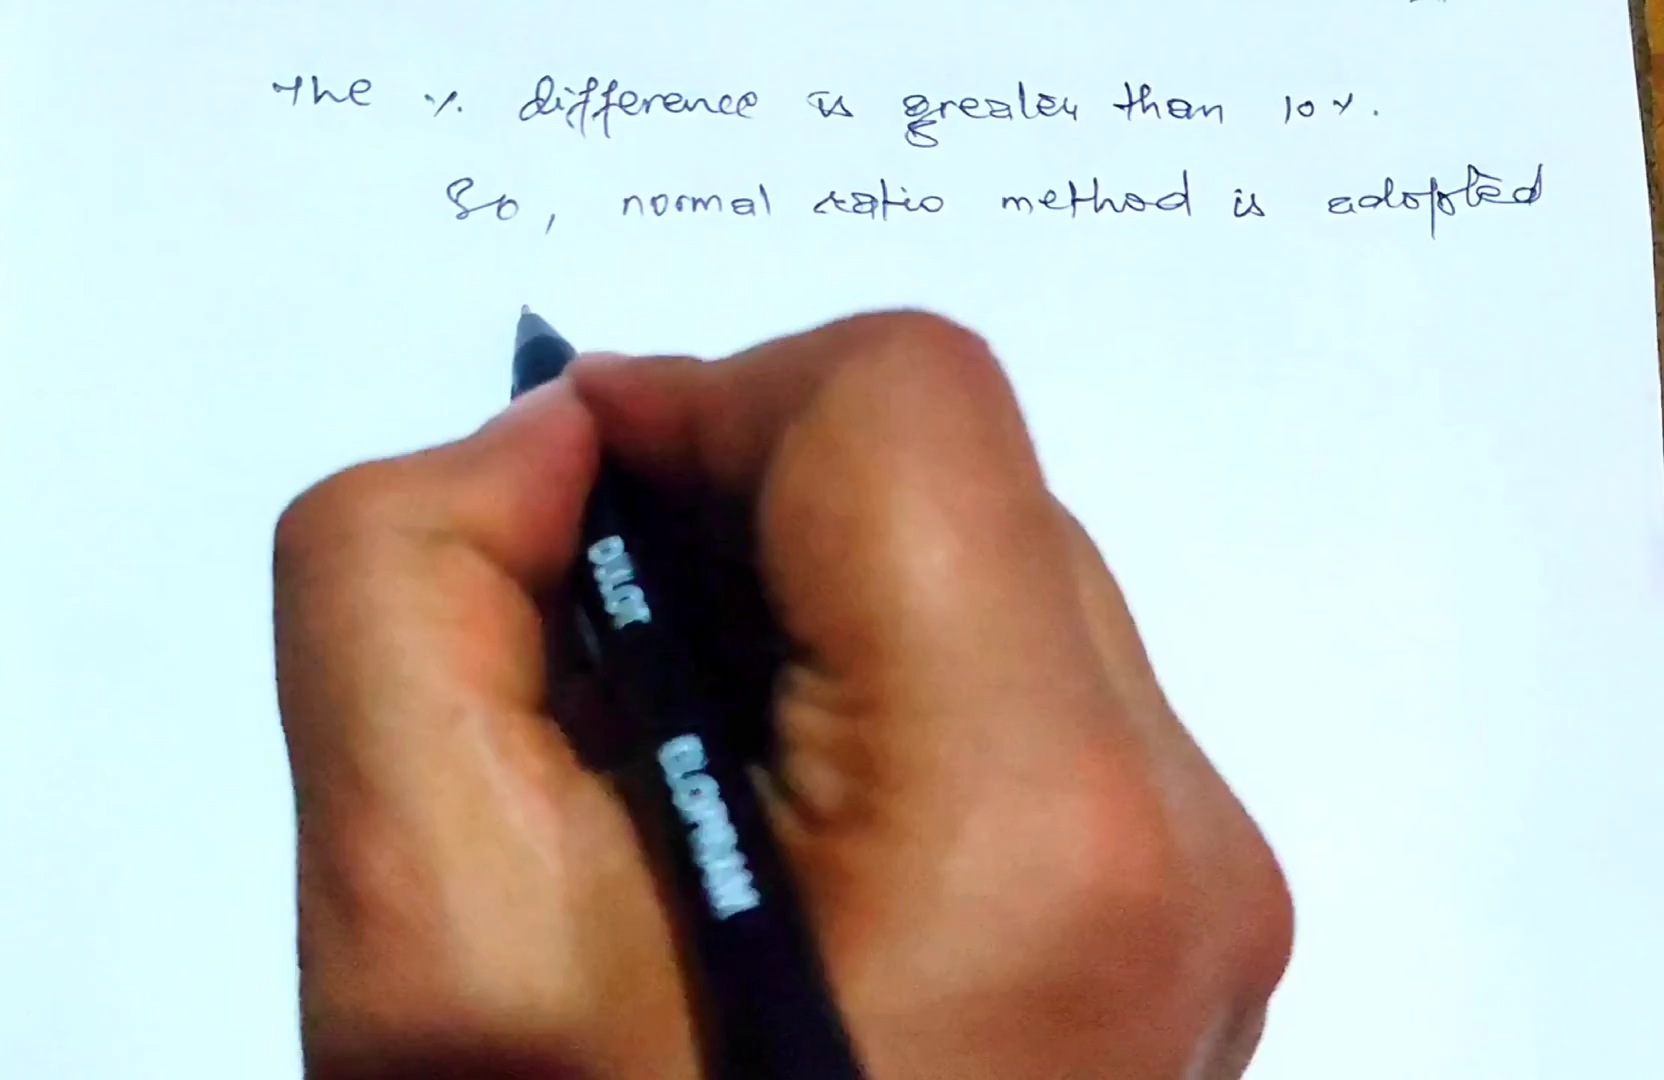 The % difference is greater than 10%.
So, normal ratio method is adopted